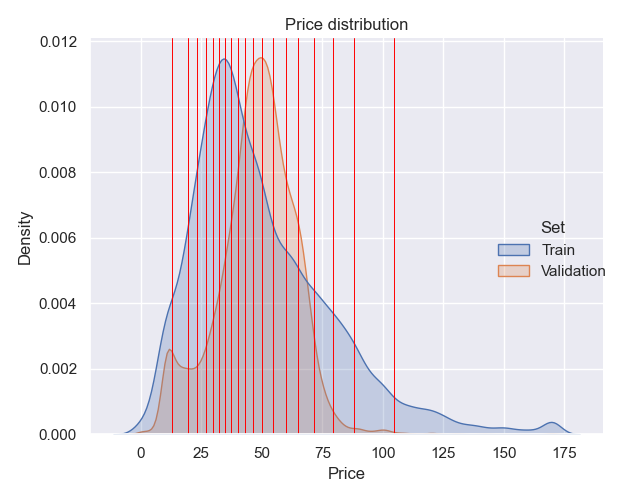 Price distribution
0.012
0.010
0.008
0.006
0.004
0.002
0.000
Density
Set
Train
Validation
0 25 50 75 100 125 150 175
Price